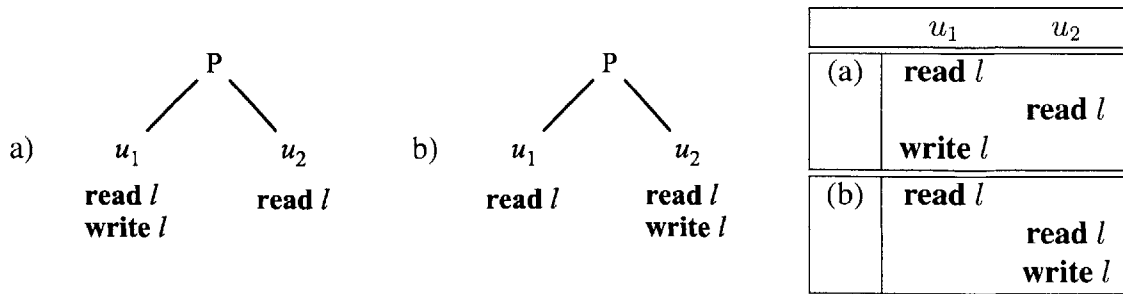 P
a) u₁ u₂
read l read l
write l
P
b) u₁ u₂
read l read l
write l
u₁ u₂
(a) read l
read l
write l
(b) read l
read l
write l